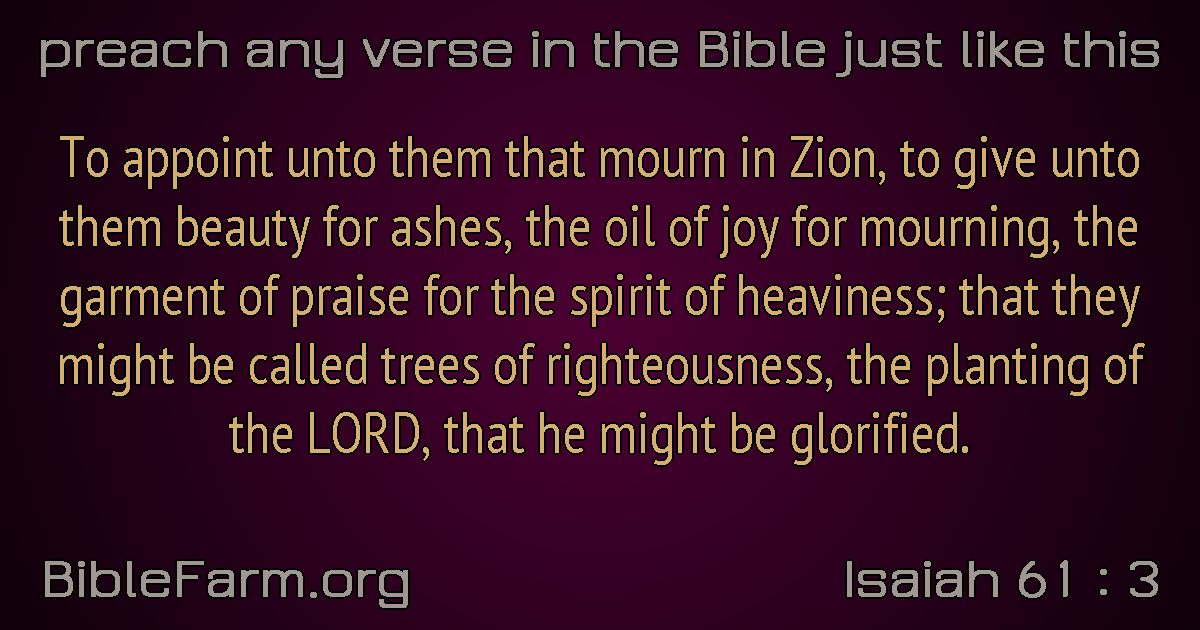 preach any verse in the Bible just like this
To appoint unto them that mourn in Zion, to give unto
them beauty for ashes, the oil of joy for mourning, the
garment of praise for the spirit of heaviness; that they
might be called trees of righteousness, the planting of
the LORD, that he might be glorified.
BibleFarm.org
Isaiah 61 : 3